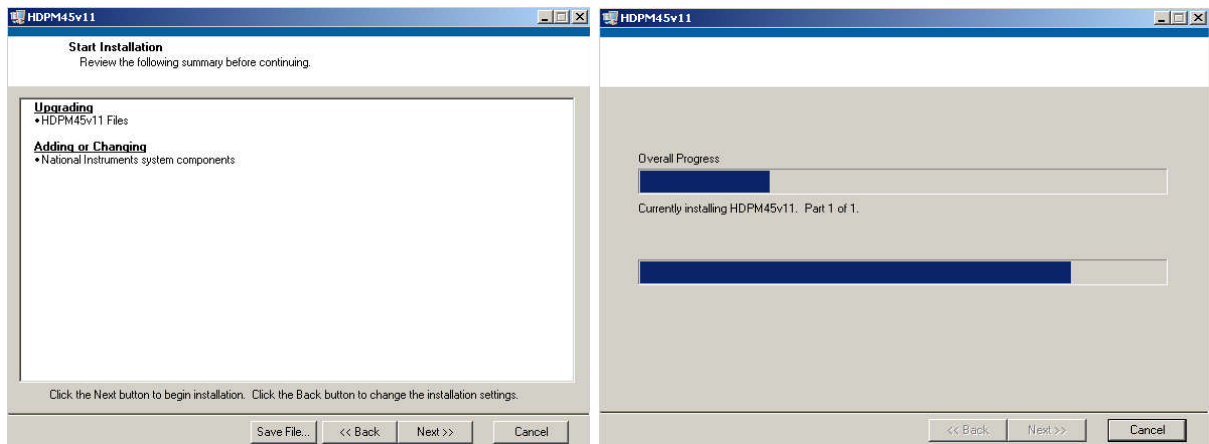 HDPM45v11
Start Installation
Review the following summary before continuing.
Upgrading
•HDPM45v11 Files
Adding or Changing
•National Instruments system components
Click the Next button to begin installation. Click the Back button to change the installation settings.
Save File... << Back Next >> Cancel
HDPM45v11
Overall Progress
Currently installing HDPM45v11. Part 1 of 1.
<< Back Next >> Cancel